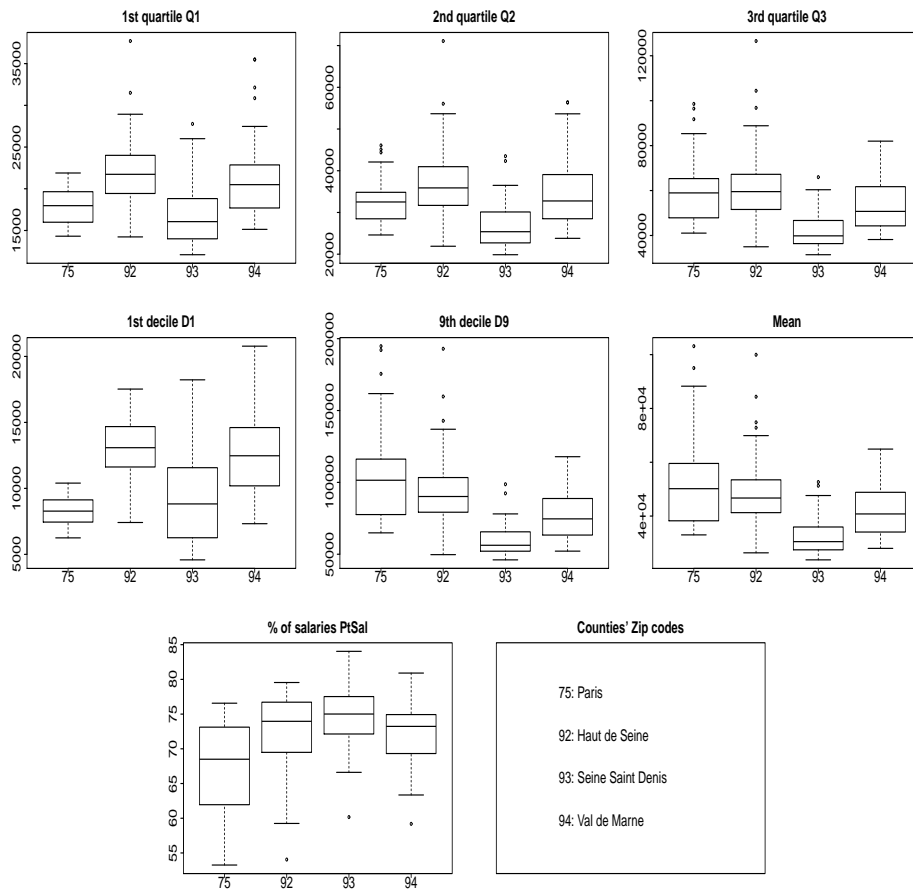 1st quartile Q1
2nd quartile Q2
3rd quartile Q3
15000 25000 35000
20000 40000 60000
40000 80000 120000
75 92 93 94
75 92 93 94
75 92 93 94
1st decile D1
9th decile D9
Mean
5000 10000 15000 20000
50000 100000 150000 200000
4e+04 8e+04
75 92 93 94
75 92 93 94
75 92 93 94
% of salaries PtSal
Counties' Zip codes
55 60 65 70 75 80 85
75 92 93 94
75: Paris
92: Haut de Seine
93: Seine Saint Denis
94: Val de Marne